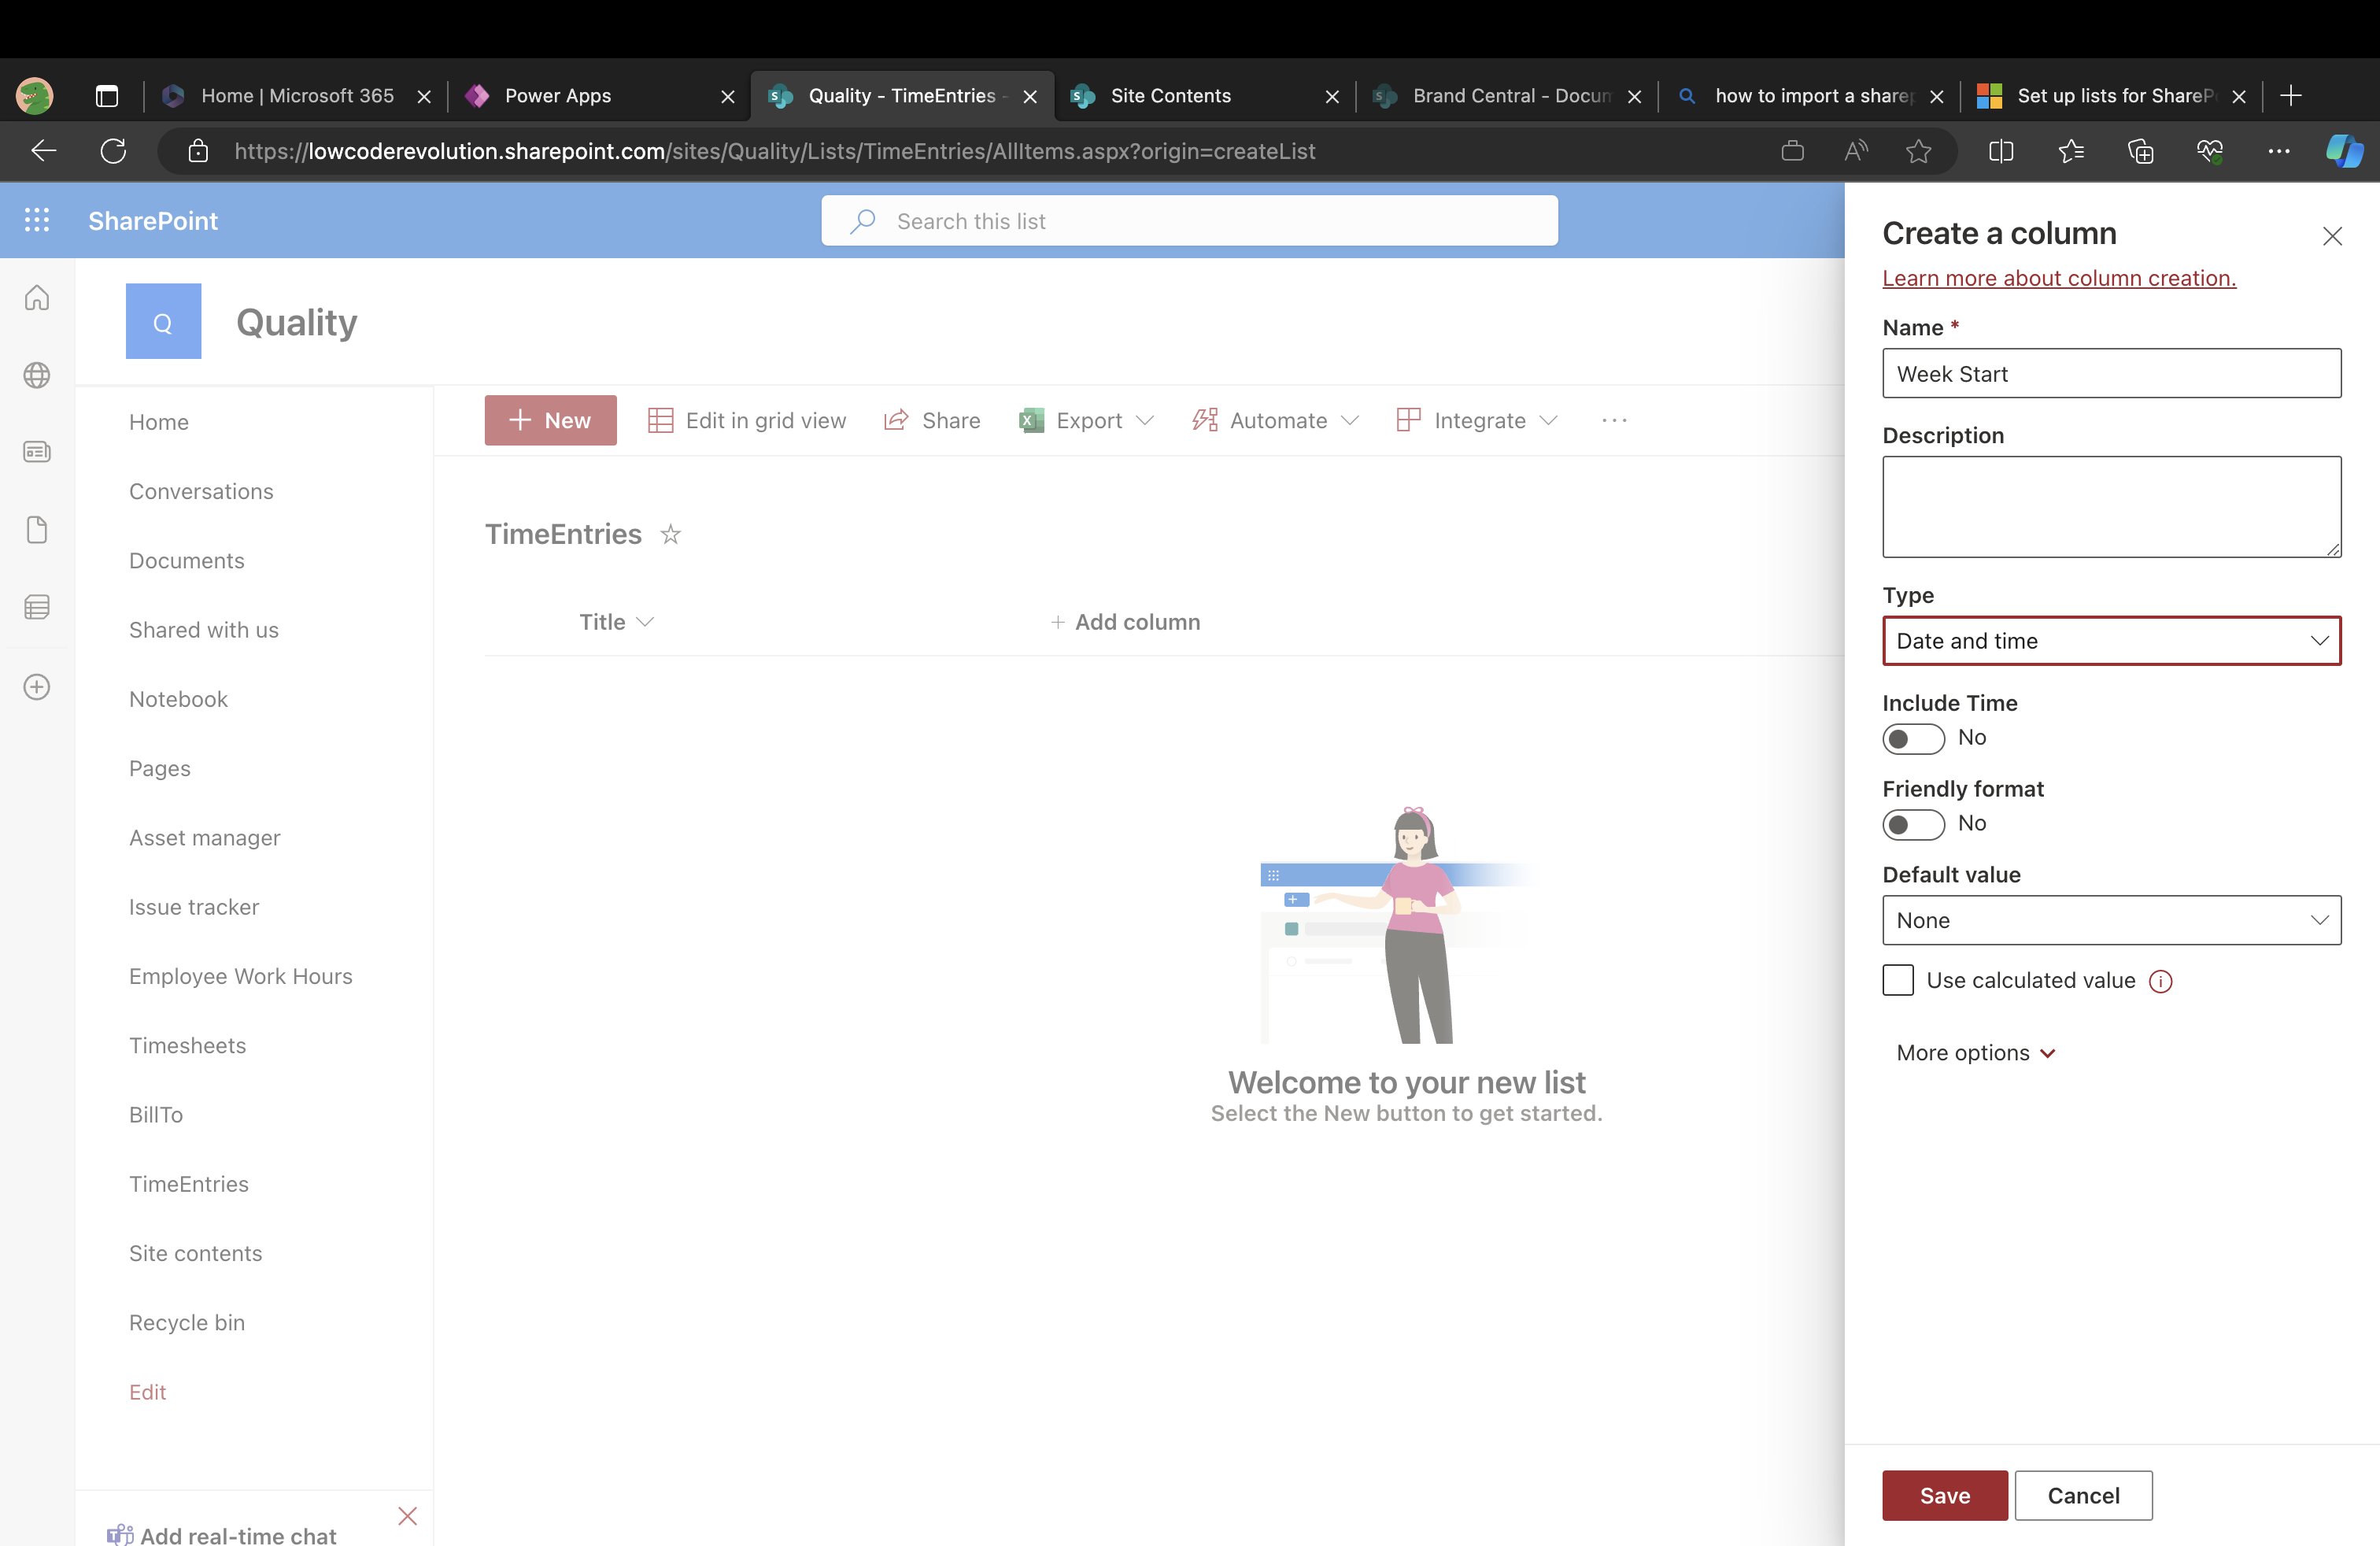 Home | Microsoft 365
Power Apps
Quality - TimeEntries -
Site Contents
Brand Central - Docum
how to import a sharep
Set up lists for ShareP
https://lowcoderevolution.sharepoint.com/sites/Quality/Lists/TimeEntries/AllItems.aspx?origin=createList
SharePoint
Search this list
Q
Quality
Home
Conversations
Documents
Shared with us
Notebook
Pages
Asset manager
Issue tracker
Employee Work Hours
Timesheets
BillTo
TimeEntries
Site contents
Recycle bin
Edit
Add real-time chat
New
Edit in grid view
Share
Export
Automate
Integrate
TimeEntries
Title
Add column
Welcome to your new list
Select the New button to get started.
Create a column
Learn more about column creation.
Name *
Week Start
Description
Type
Date and time
Include Time
No
Friendly format
No
Default value
None
Use calculated value
More options
Save
Cancel